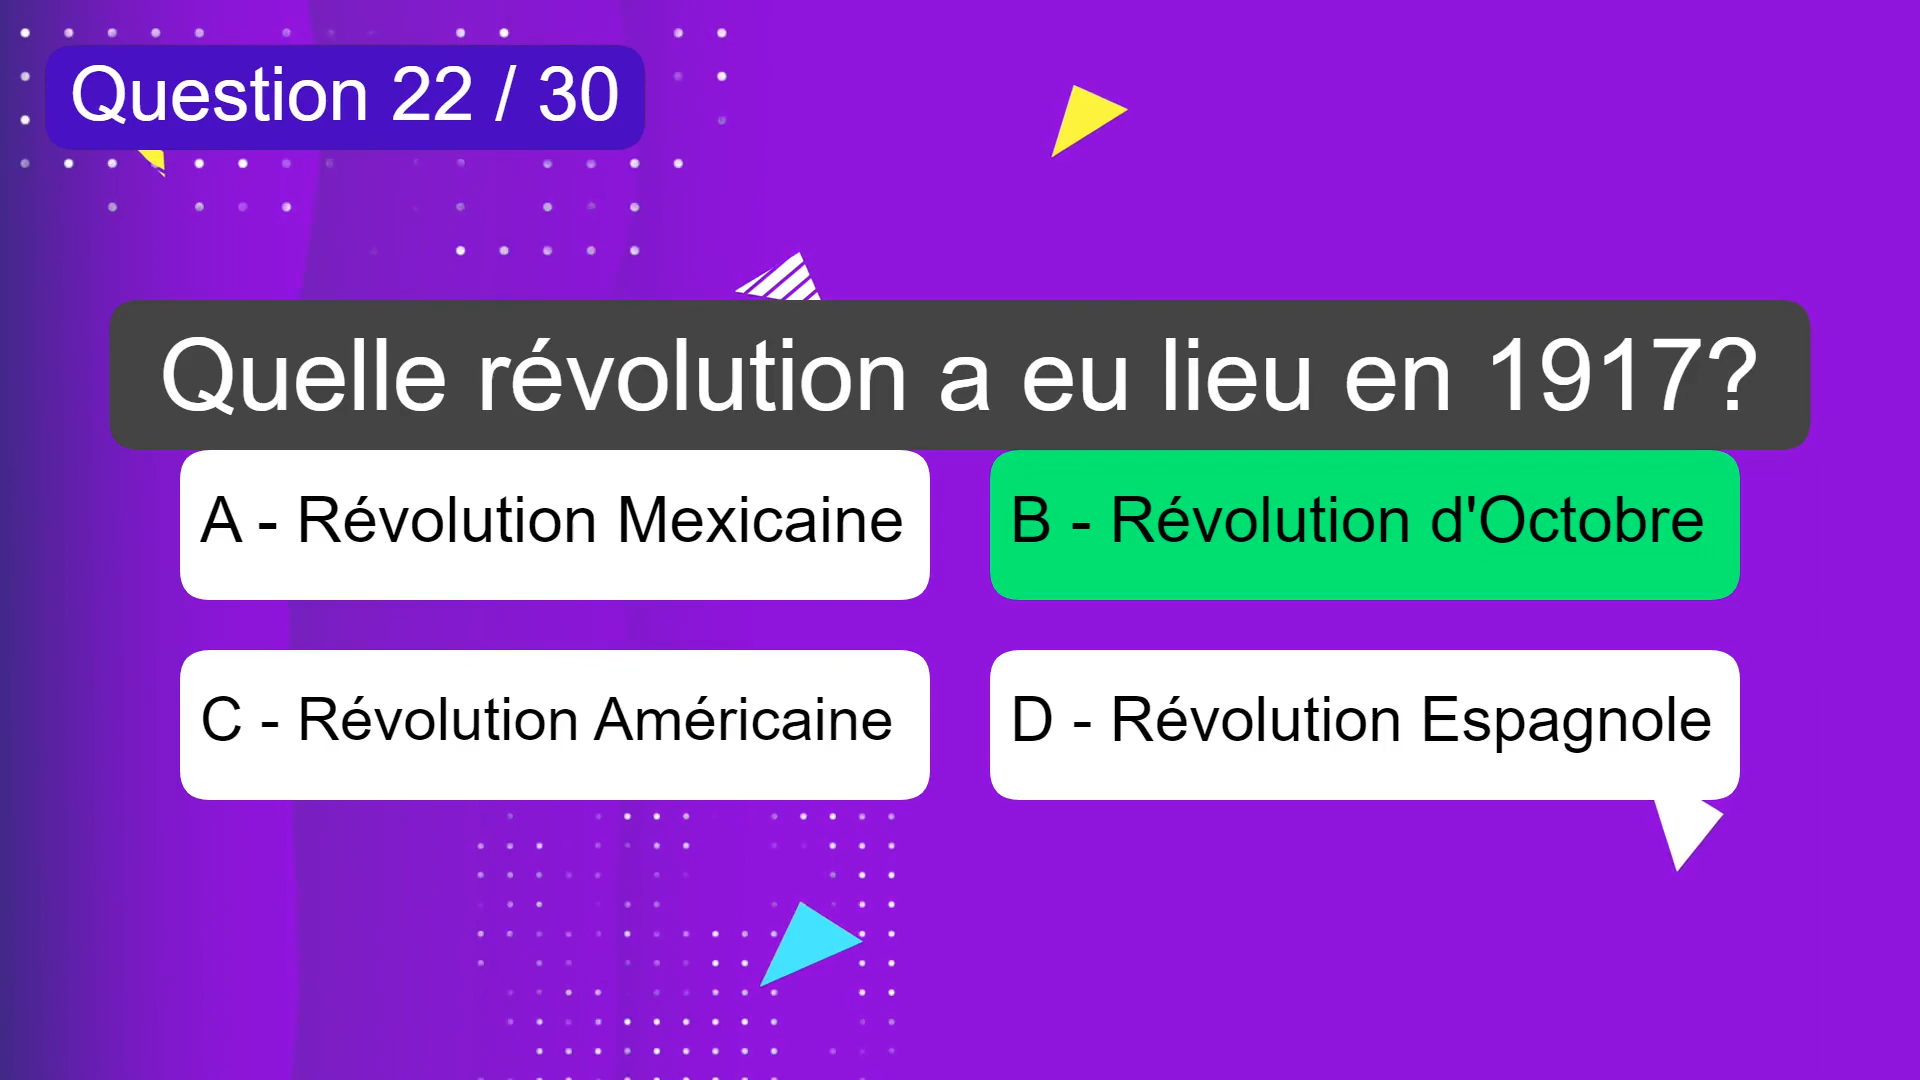 Question 22 / 30
Quelle révolution a eu lieu en 1917?
A - Révolution Mexicaine
B - Révolution d'Octobre
C - Révolution Américaine
D - Révolution Espagnole